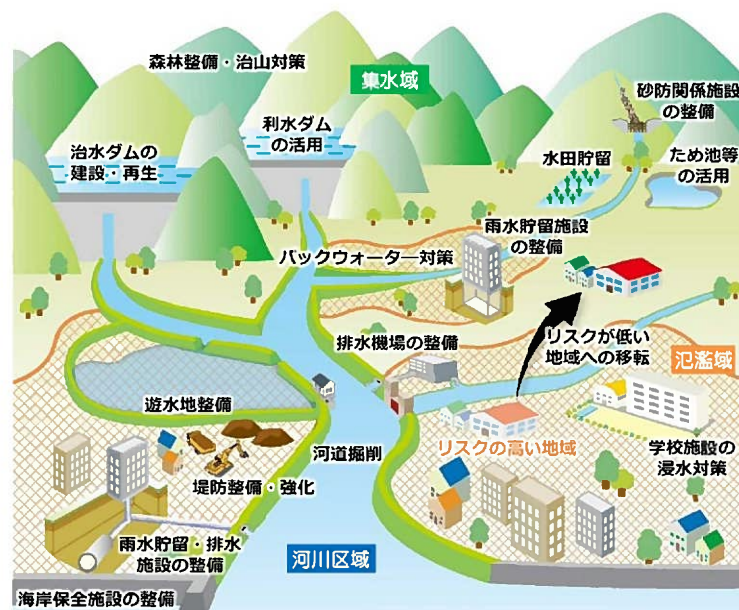 森林整備・治山対策
集水域
砂防関係施設
の整備
利水ダム
の活用
治水ダムの
建設・再生
水田貯留
ため池等
の活用
雨水貯留施設
の整備
バックウォーター対策
排水機場の整備
リスクが低い
地域への移転
氾濫域
遊水地整備
リスクの高い地域
学校施設の
浸水対策
河道掘削
堤防整備・強化
雨水貯留・排水
施設の整備
河川区域
海岸保全施設の整備